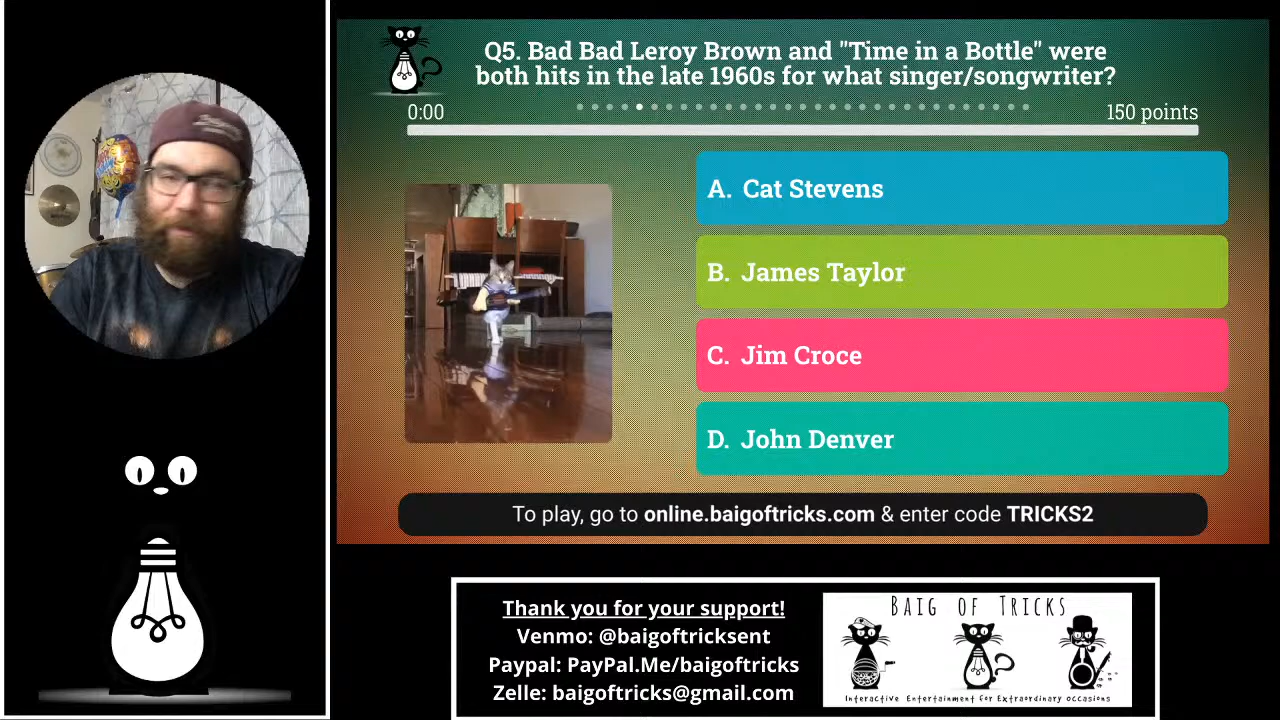 Q5. Bad Bad Leroy Brown and "Time in a Bottle" were
both hits in the late 1960s for what singer/songwriter?
0:00
150 points
A. Cat Stevens
B. James Taylor
C. Jim Croce
D. John Denver
To play, go to online.baigoftricks.com & enter code TRICKS2
Thank you for your support!
Venmo: @baigoftricksent
Paypal: PayPal.Me/baigoftricks
Zelle: baigoftricks@gmail.com
BAIG OF TRICKS
Interactive Entertainment for Extraordinary Occasions